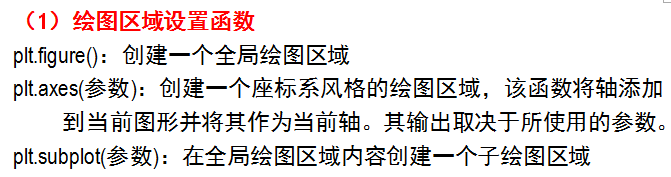 （1）绘图区域设置函数
plt.figure()：创建一个全局绘图区域
plt.axes(参数)：创建一个座标系风格的绘图区域，该函数将轴添加
到当前图形并将其作为当前轴。其输出取决于所使用的参数。
plt.subplot(参数)：在全局绘图区域内容创建一个子绘图区域